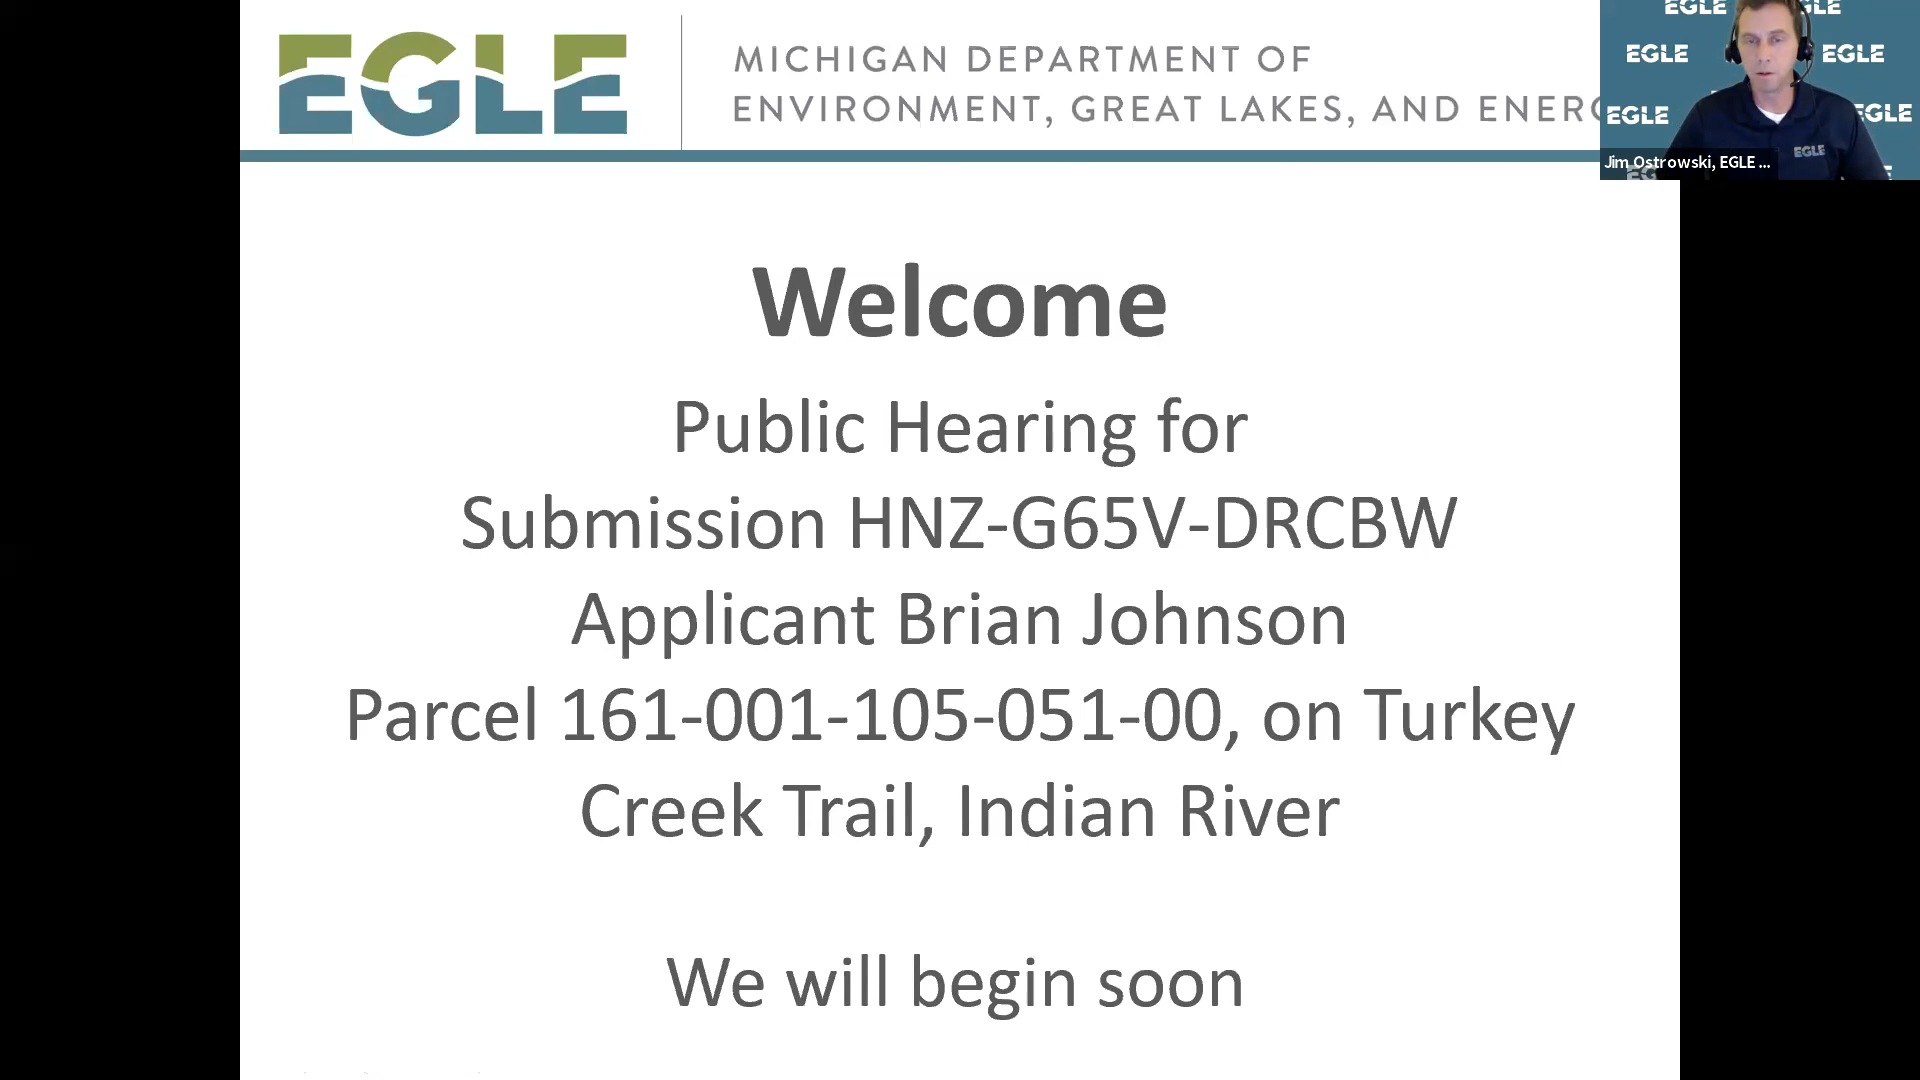 EGLE
MICHIGAN DEPARTMENT OF
ENVIRONMENT, GREAT LAKES, AND ENERG
EGLE
EGLE
EGLE
EGLE
EGLE
EGLE
Jim Ostrowski, EGLE ...
Welcome
Public Hearing for
Submission HNZ-G65V-DRCBW
Applicant Brian Johnson
Parcel 161-001-105-051-00, on Turkey
Creek Trail, Indian River
We will begin soon